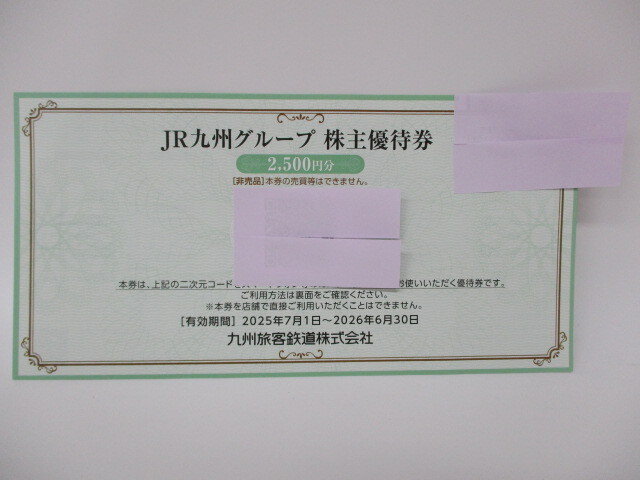 JR九州グループ 株主優待券
2,500円分
[非売品]本券の売買等はできません。
本券は、上記の二次元コードを お使いいただく優待券です。
ご利用方法は裏面をご確認ください。
※本券を店舗で直接ご利用いただくことはできません。
[有効期間] 2025年7月1日〜2026年6月30日
九州旅客鉄道株式会社